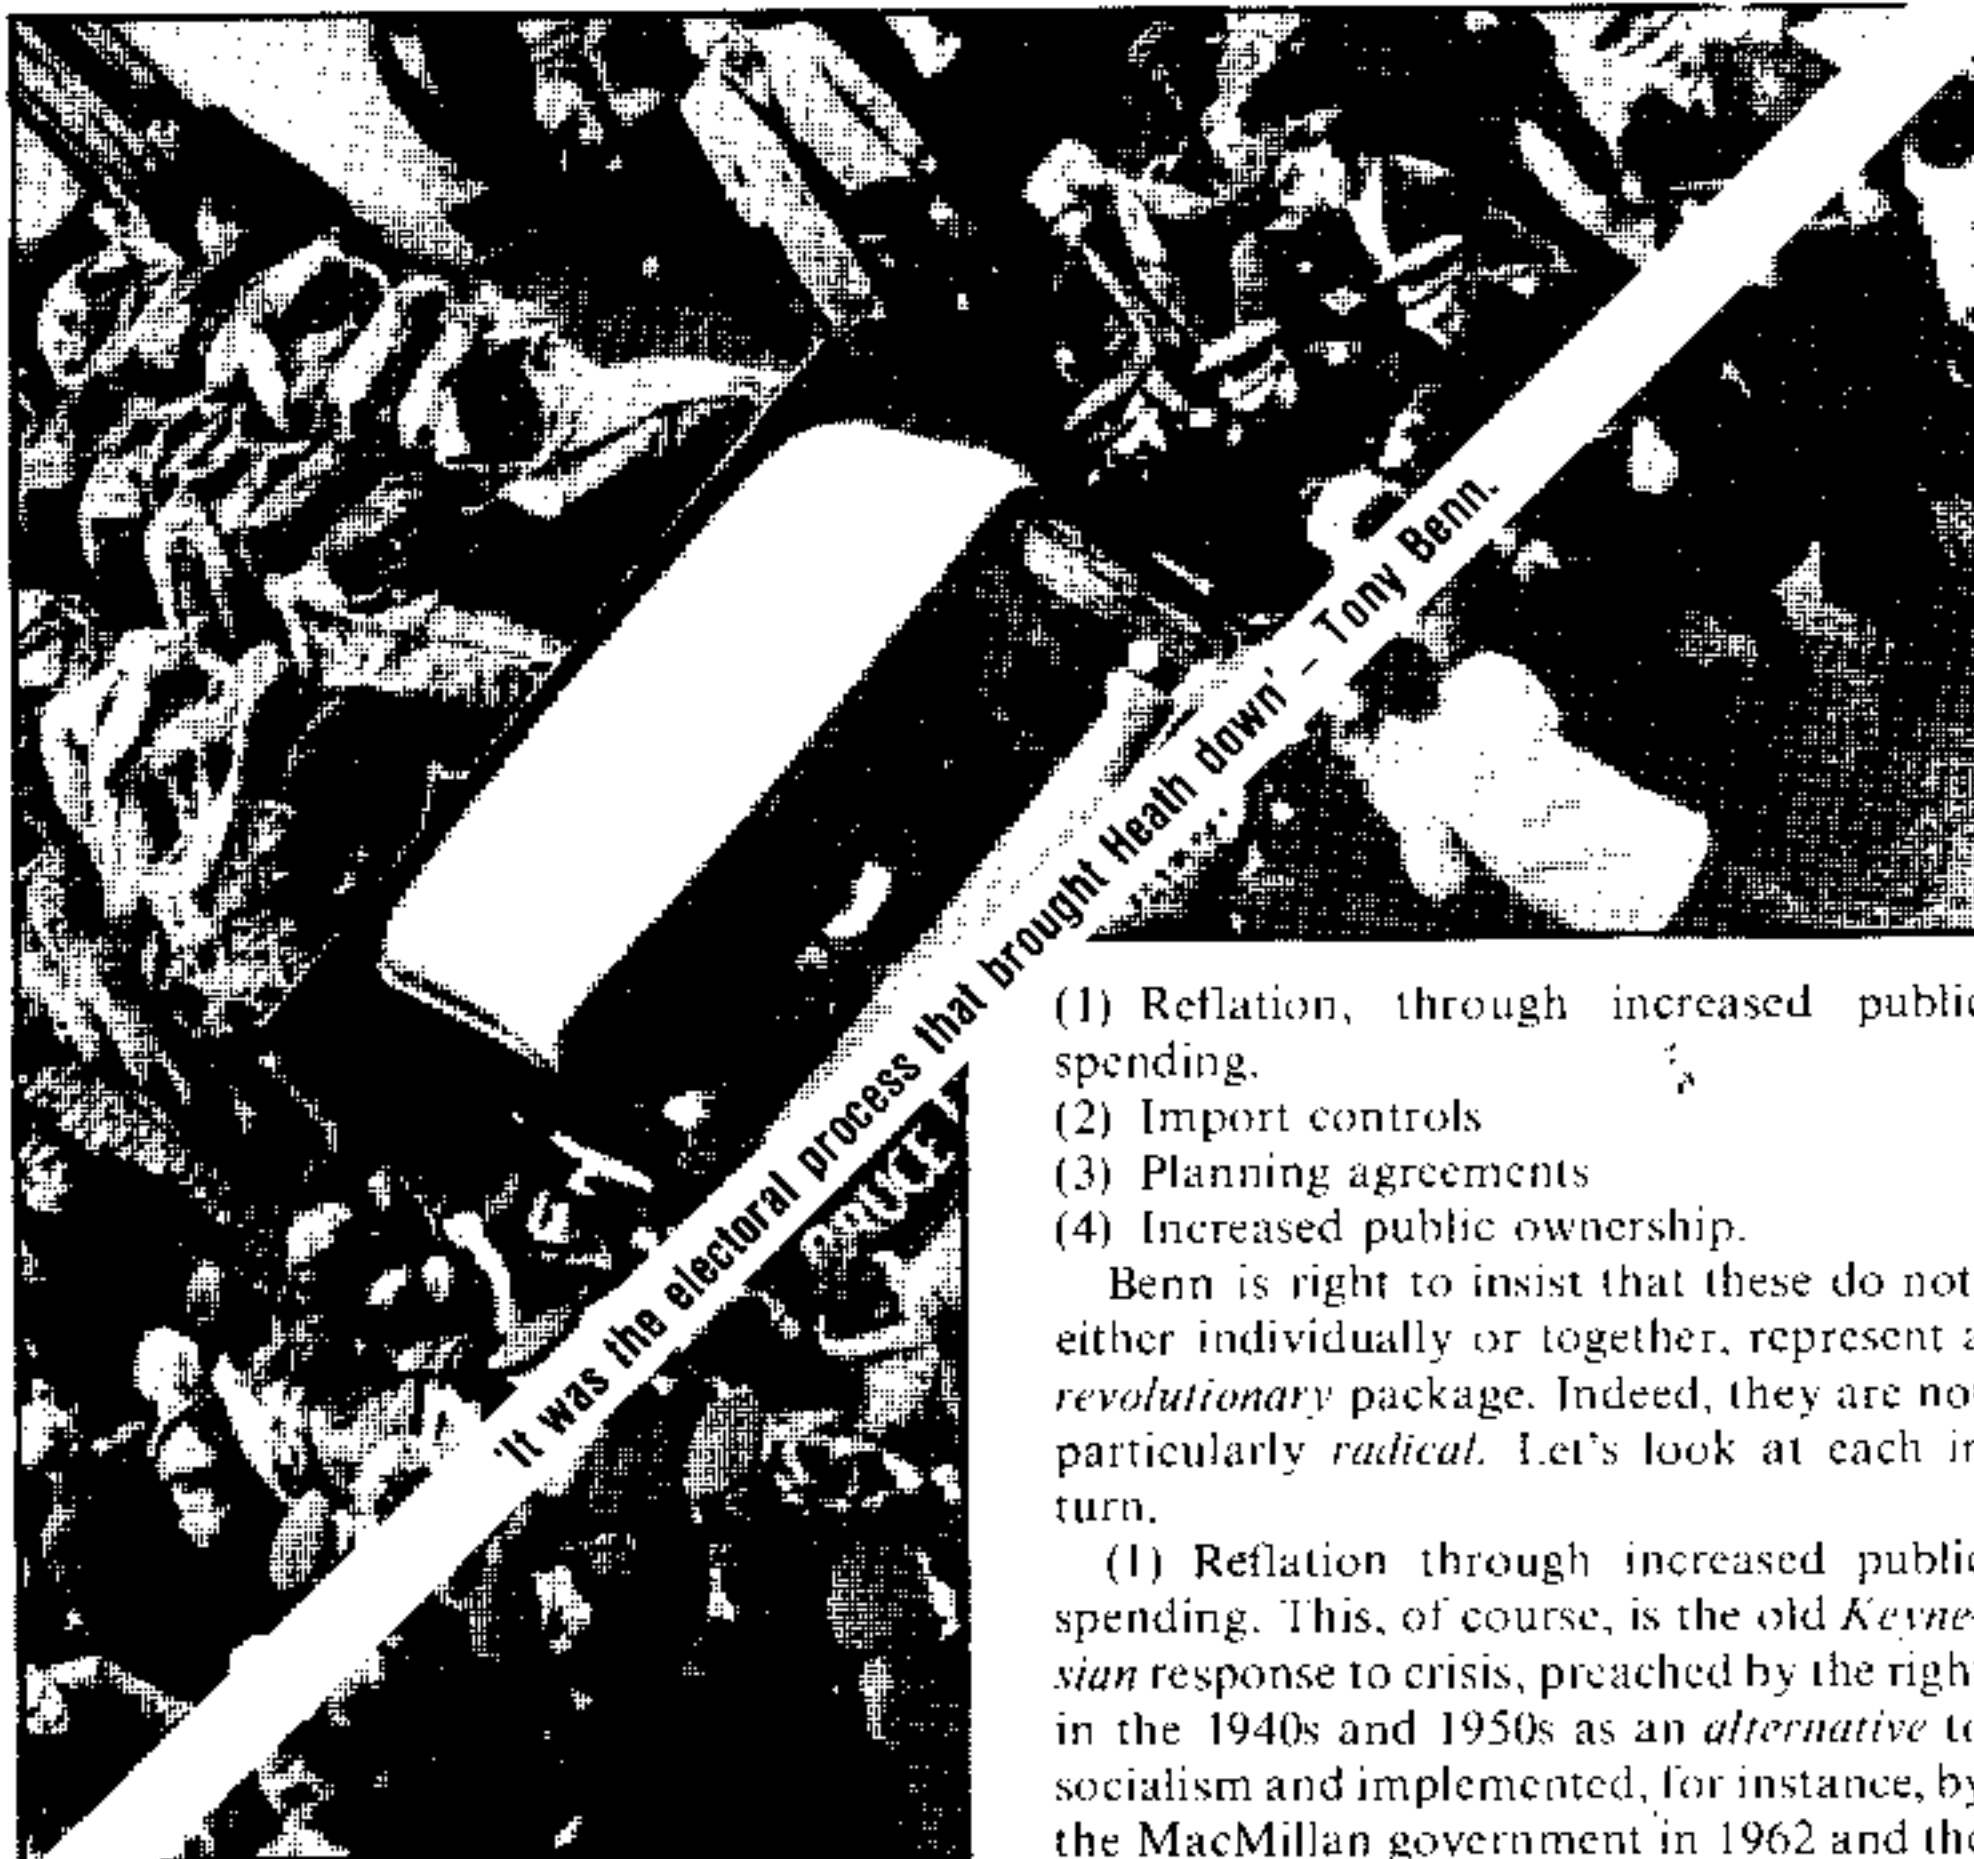 'It was the electoral process that brought Heath down' – Tony Benn.
POLICE
(1) Reflation, through increased public
spending.
(2) Import controls
(3) Planning agreements
(4) Increased public ownership.
Benn is right to insist that these do not,
either individually or together, represent a
revolutionary package. Indeed, they are not
particularly radical. Let's look at each in
turn.
(1) Reflation through increased public
spending. This, of course, is the old Keyne-
sian response to crisis, preached by the right
in the 1940s and 1950s as an alternative to
socialism and implemented, for instance, by
the MacMillan government in 1962 and the